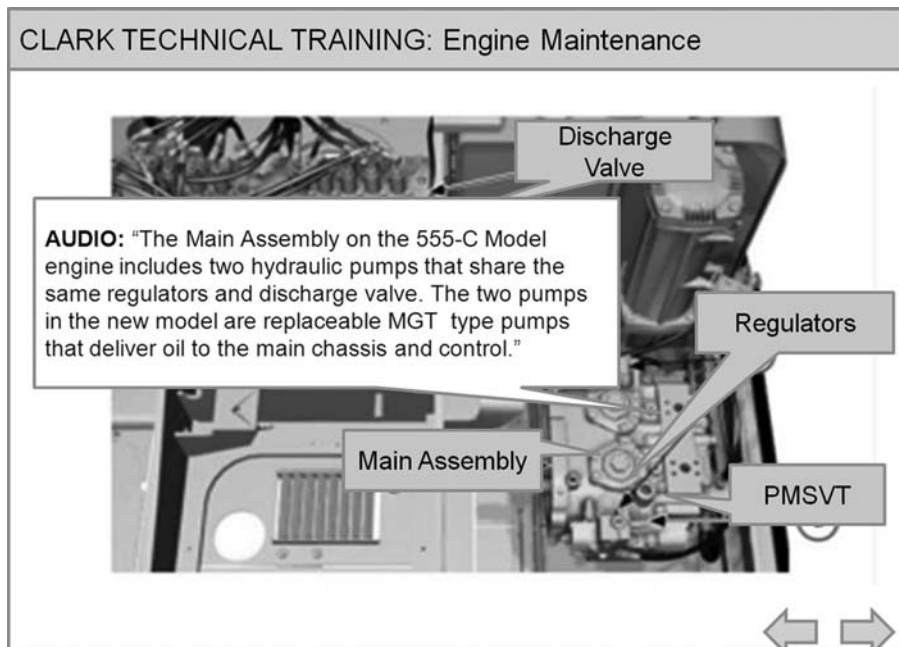 CLARK TECHNICAL TRAINING: Engine Maintenance
Discharge
Valve
AUDIO: “The Main Assembly on the 555-C Model
engine includes two hydraulic pumps that share the
same regulators and discharge valve. The two pumps
in the new model are replaceable MGT type pumps
that deliver oil to the main chassis and control.”
Regulators
Main Assembly
PMSVT